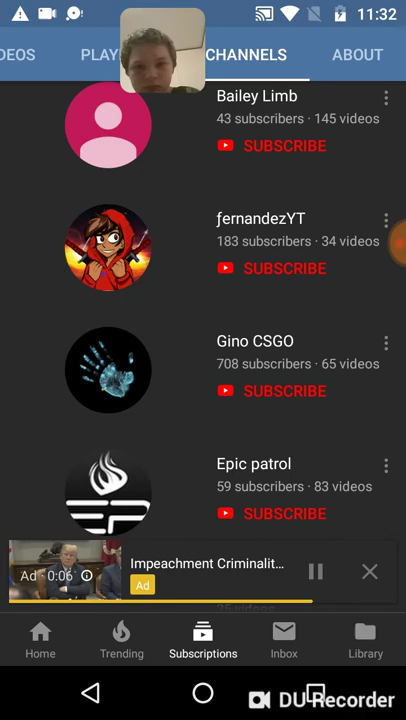 11:32
DEOS
PLAY
CHANNELS
ABOUT
Bailey Limb
43 subscribers · 145 videos
SUBSCRIBE
ƒernandezYT
183 subscribers · 34 videos
SUBSCRIBE
Gino CSGO
708 subscribers · 65 videos
SUBSCRIBE
Epic patrol
59 subscribers · 83 videos
SUBSCRIBE
EP
Ad · 0:06
Impeachment Criminalit...
Ad
Home
Trending
Subscriptions
Inbox
Library
DU Recorder